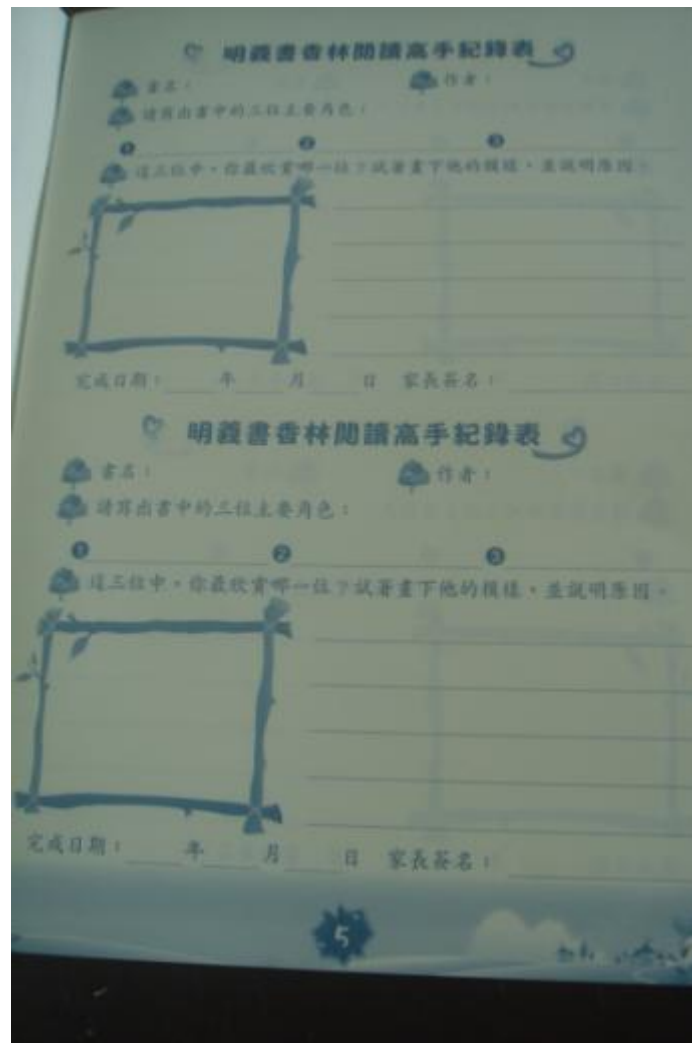 明義書香林閱讀高手紀錄表
書名： 作者：
請寫出書中的三位主要角色：
❶ ❷ ❸
這三位中，你最欣賞哪一位？試著畫下他的模樣，並說明原因。
完成日期： 年 月 日 家長簽名：
明義書香林閱讀高手紀錄表
書名： 作者：
請寫出書中的三位主要角色：
❶ ❷ ❸
這三位中，你最欣賞哪一位？試著畫下他的模樣，並說明原因。
完成日期： 年 月 日 家長簽名：
5